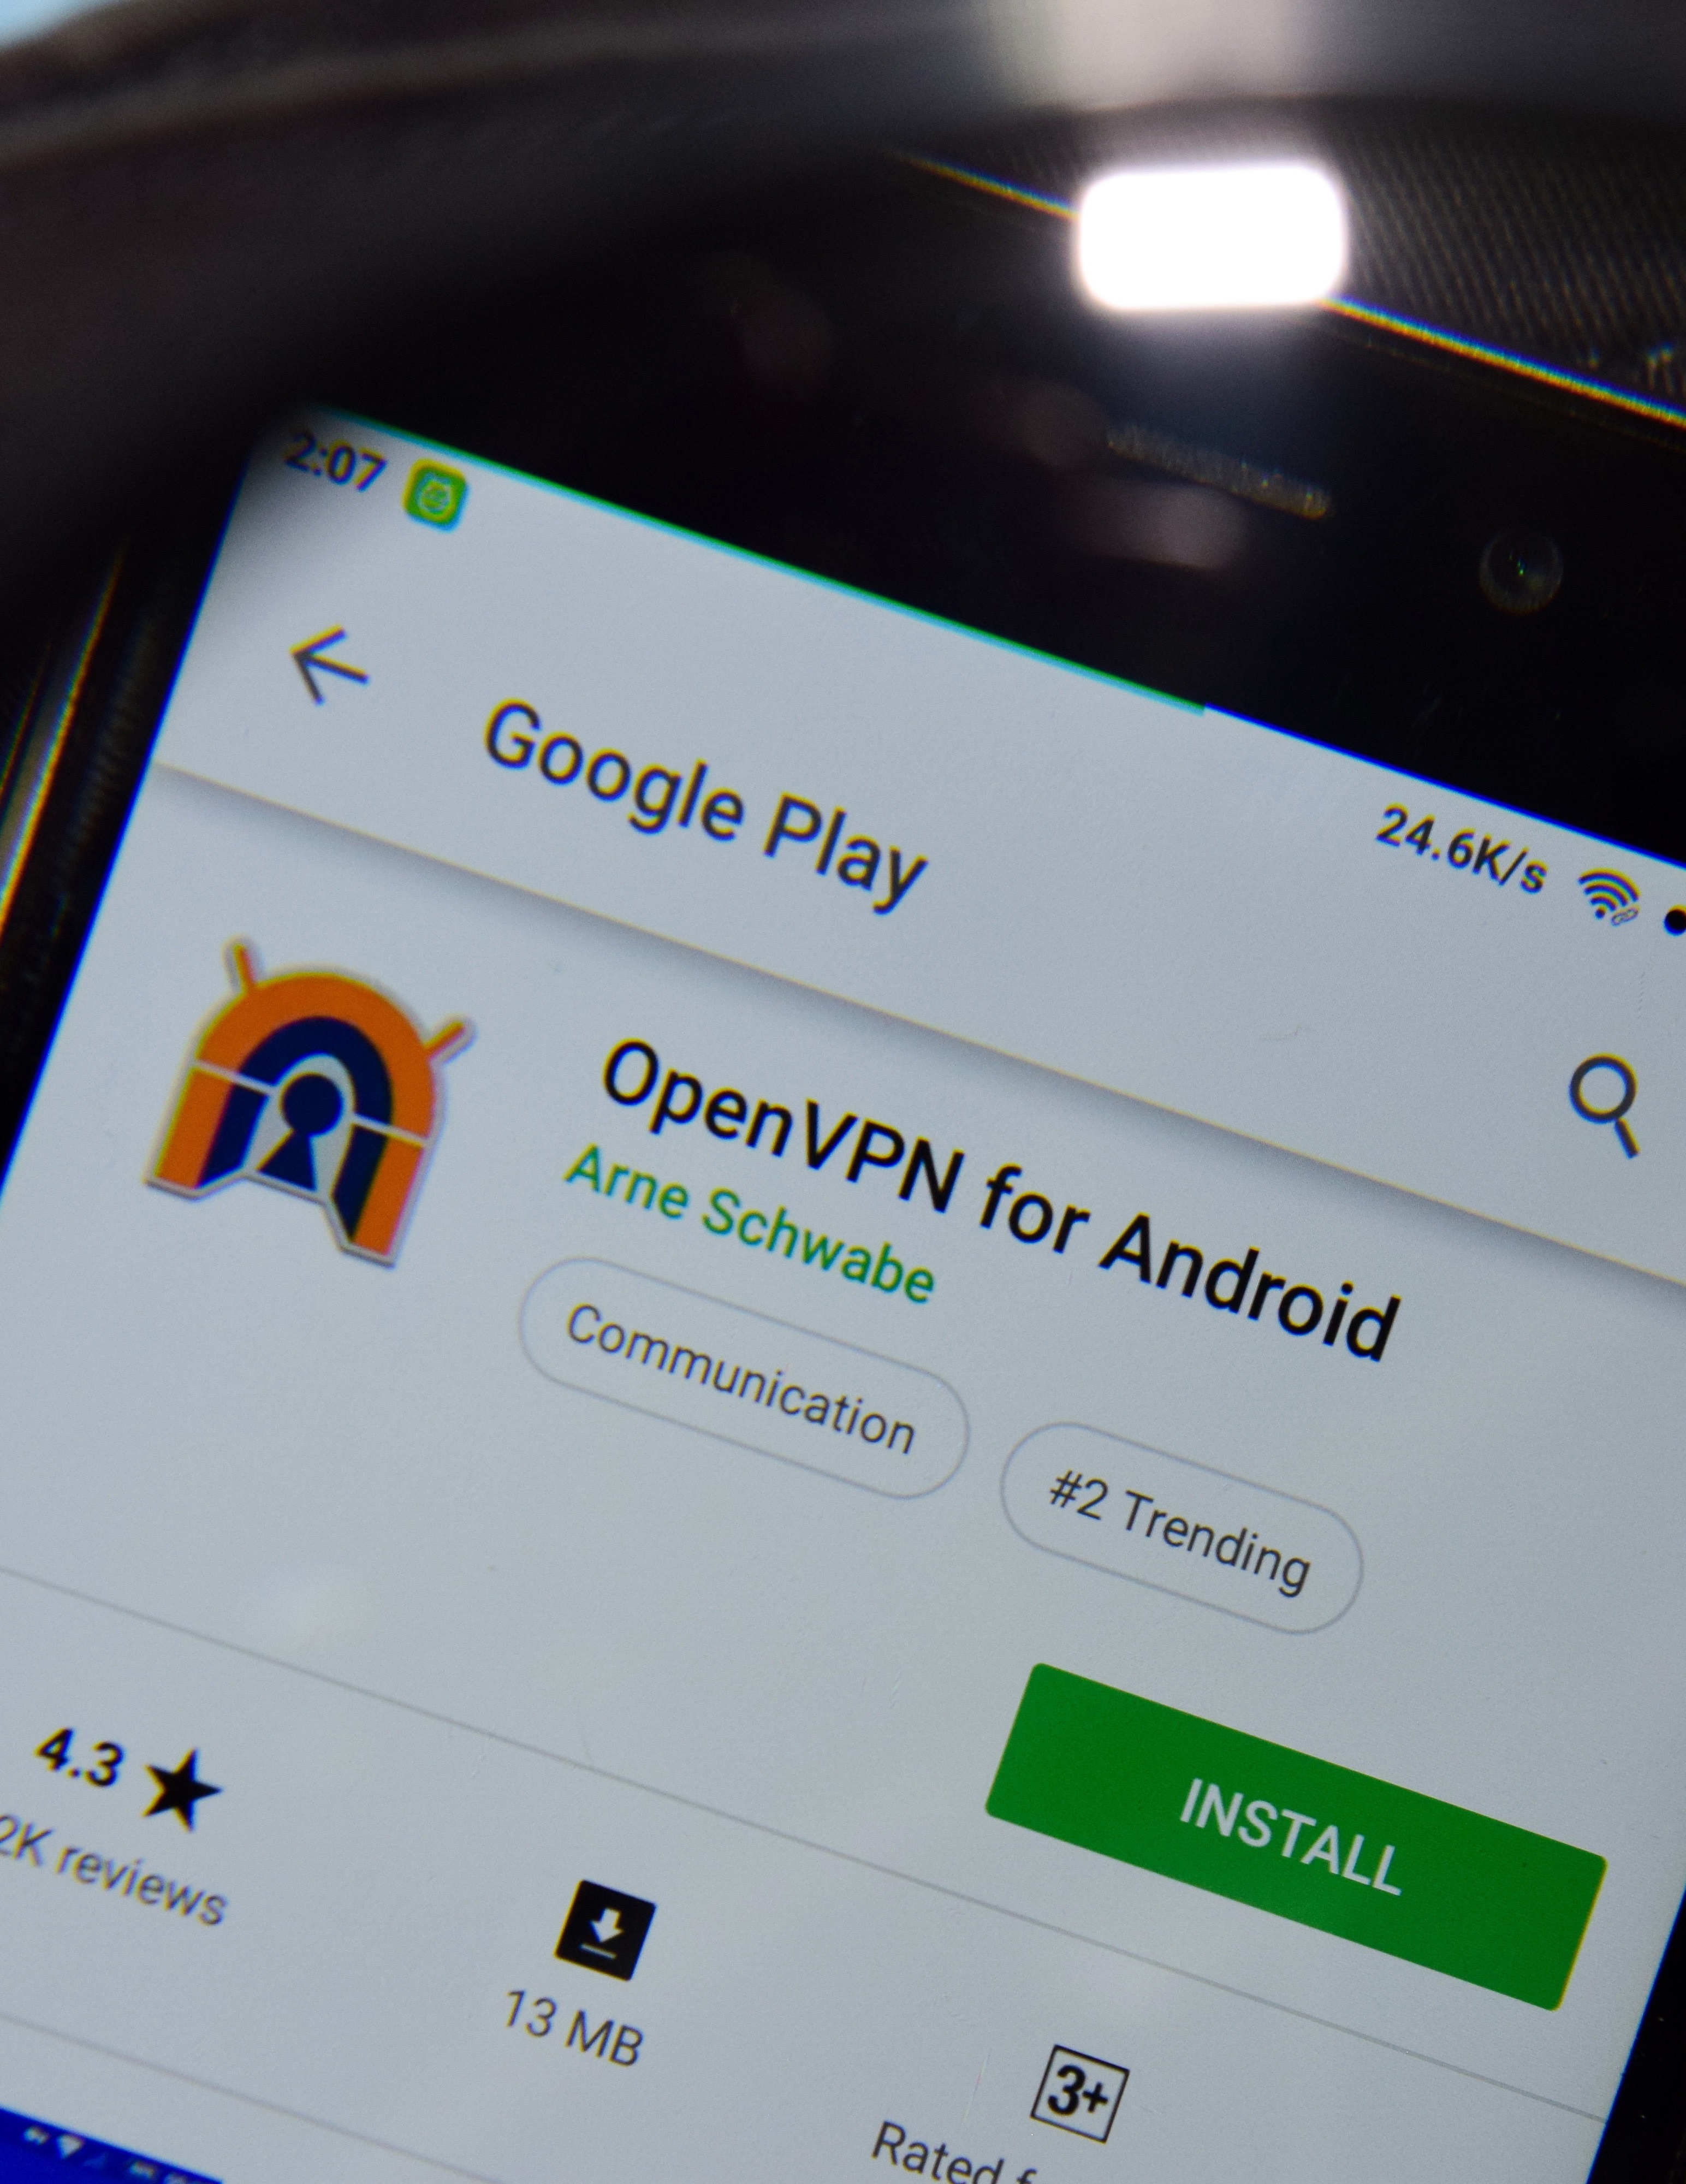 2:07
24.6K/s
Google Play
OpenVPN for Android
Arne Schwabe
Communication
#2 Trending
INSTALL
4.3 ★
2K reviews
13 MB
3+
Rated f